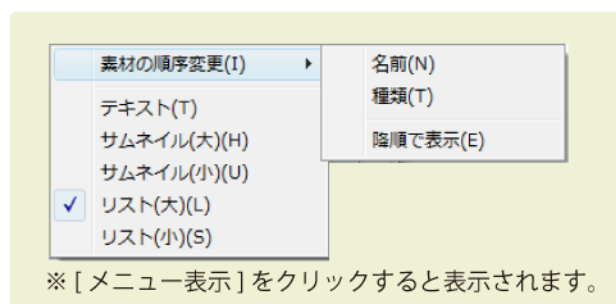 素材の順序変更(I)
テキスト(T)
サムネイル(大)(H)
サムネイル(小)(U)
リスト(大)(L)
リスト(小)(S)
名前(N)
種類(T)
降順で表示(E)
※ [ メニュー表示 ] をクリックすると表示されます。